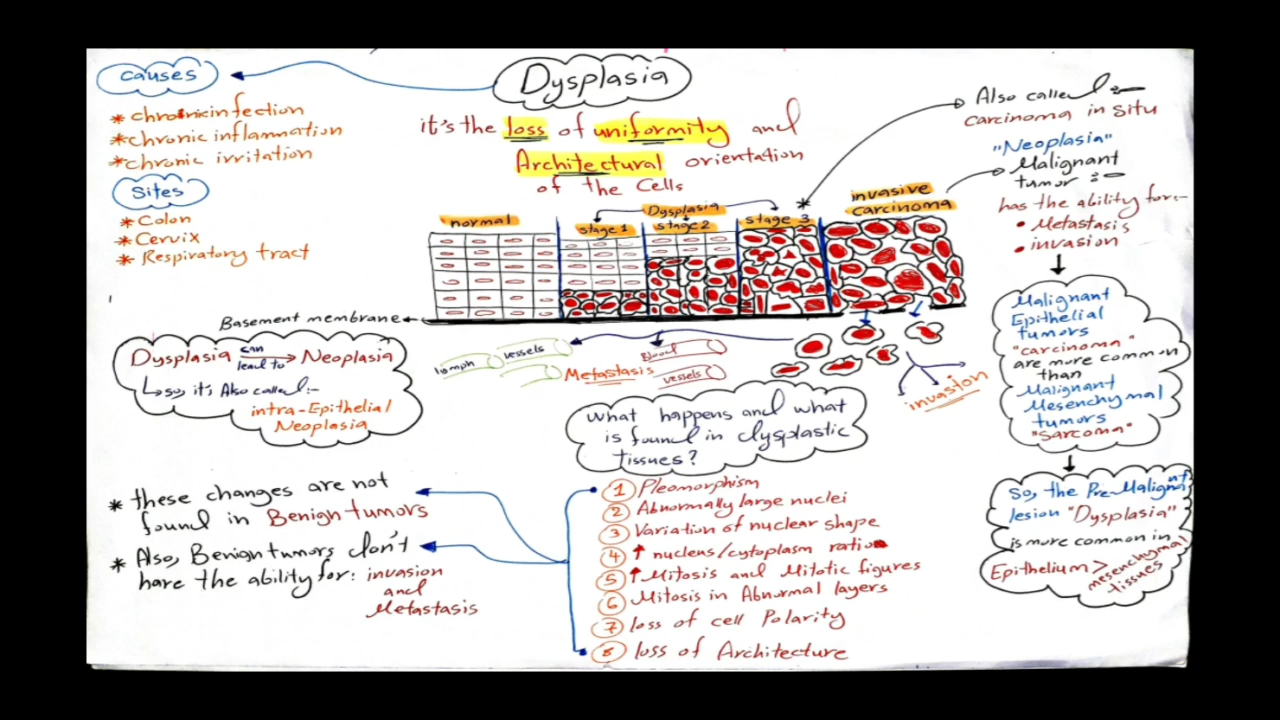 Dysplasia
it's the loss of uniformity and
Architectural orientation
of the Cells
Causes
* chronic infection
* chronic inflammation
* chronic irritation
Sites
* Colon
* Cervix
* Respiratory tract
normal
Dysplasia
stage 1
stage 2
stage 3 *
invasive
carcinoma
Basement membrane
Also called :-
carcinoma in situ
"Neoplasia"
Malignant
tumor :-
has the ability for:-
• Metastasis
• invasion
Malignant
Epithelial
tumors
"carcinoma"
are more common
than
Malignant
Mesenchymal
tumors
"Sarcoma"
So, the Pre-Malignant
lesion "Dysplasia"
is more common in
Epithelium > mesenchymal
tissues
Dysplasia can lead to Neoplasia
so, it's Also called:-
intra-Epithelial
Neoplasia
lymph vessels
Metastasis
Blood
vessels
invasion
What happens and what
is found in dysplastic
tissues?
1 Pleomorphism
2 Abnormally large nuclei
3 Variation of nuclear shape
4 ↑ nucleus/cytoplasm ratio
5 ↑ Mitosis and Mitotic figures
6 Mitosis in Abnormal layers
7 loss of cell Polarity
8 loss of Architecture
* these changes are not
found in Benign tumors
* Also, Benign tumors don't
have the ability for: invasion
and
Metastasis